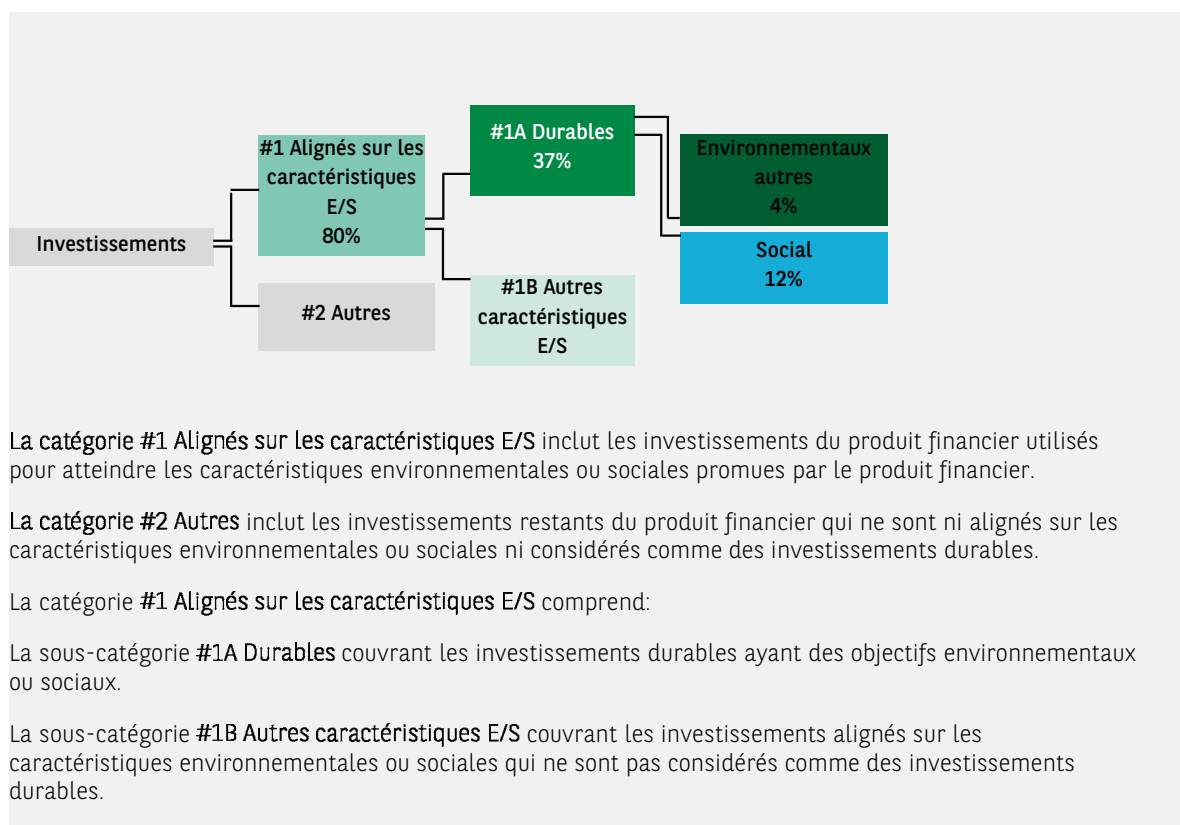 Investissements
#1 Alignés sur les
caractéristiques
E/S
80%
#2 Autres
#1A Durables
37%
#1B Autres
caractéristiques
E/S
Environnementaux
autres
4%
Social
12%
La catégorie #1 Alignés sur les caractéristiques E/S inclut les investissements du produit financier utilisés
pour atteindre les caractéristiques environnementales ou sociales promues par le produit financier.
La catégorie #2 Autres inclut les investissements restants du produit financier qui ne sont ni alignés sur les
caractéristiques environnementales ou sociales ni considérés comme des investissements durables.
La catégorie #1 Alignés sur les caractéristiques E/S comprend:
La sous-catégorie #1A Durables couvrant les investissements durables ayant des objectifs environnementaux
ou sociaux.
La sous-catégorie #1B Autres caractéristiques E/S couvrant les investissements alignés sur les
caractéristiques environnementales ou sociales qui ne sont pas considérés comme des investissements
durables.